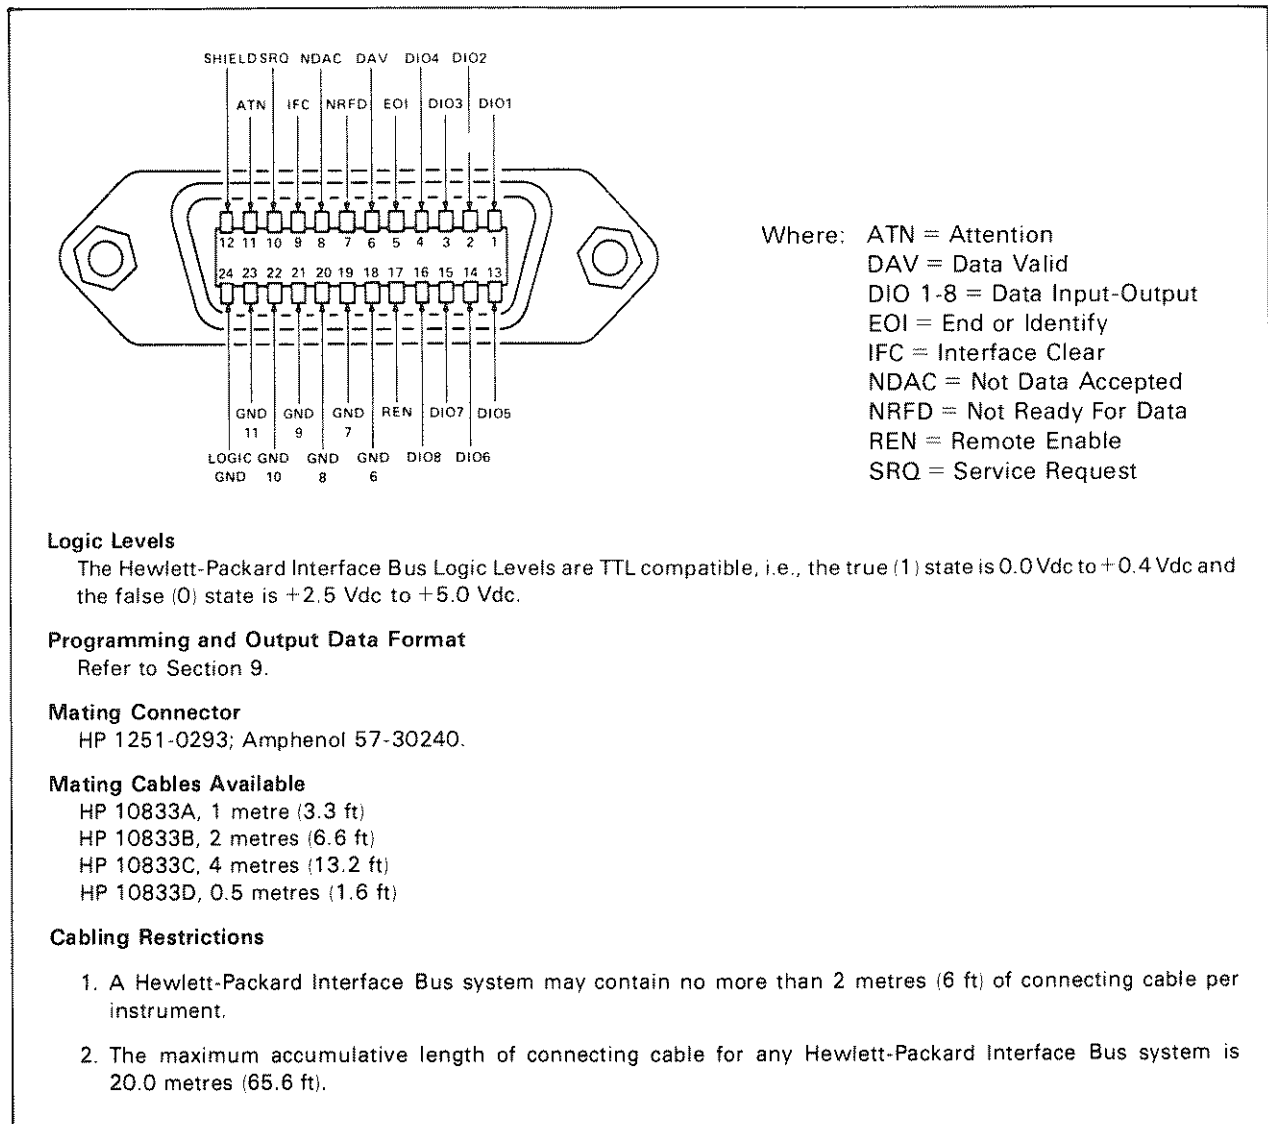 SHIELD SRQ NDAC DAV DIO4 DIO2
ATN IFC NRFD EOI DIO3 DIO1
12 11 10 9 8 7 6 5 4 3 2 1
24 23 22 21 20 19 18 17 16 15 14 13
GND GND GND REN DIO7 DIO5
11 9 7
LOGIC GND GND GND DIO8 DIO6
GND 10 8 6
Where: ATN = Attention
DAV = Data Valid
DIO 1-8 = Data Input-Output
EOI = End or Identify
IFC = Interface Clear
NDAC = Not Data Accepted
NRFD = Not Ready For Data
REN = Remote Enable
SRQ = Service Request
Logic Levels
The Hewlett-Packard Interface Bus Logic Levels are TTL compatible, i.e., the true (1) state is 0.0 Vdc to +0.4 Vdc and
the false (0) state is +2.5 Vdc to +5.0 Vdc.
Programming and Output Data Format
Refer to Section 9.
Mating Connector
HP 1251-0293; Amphenol 57-30240.
Mating Cables Available
HP 10833A, 1 metre (3.3 ft)
HP 10833B, 2 metres (6.6 ft)
HP 10833C, 4 metres (13.2 ft)
HP 10833D, 0.5 metres (1.6 ft)
Cabling Restrictions
1. A Hewlett-Packard Interface Bus system may contain no more than 2 metres (6 ft) of connecting cable per
instrument.
2. The maximum accumulative length of connecting cable for any Hewlett-Packard Interface Bus system is
20.0 metres (65.6 ft).